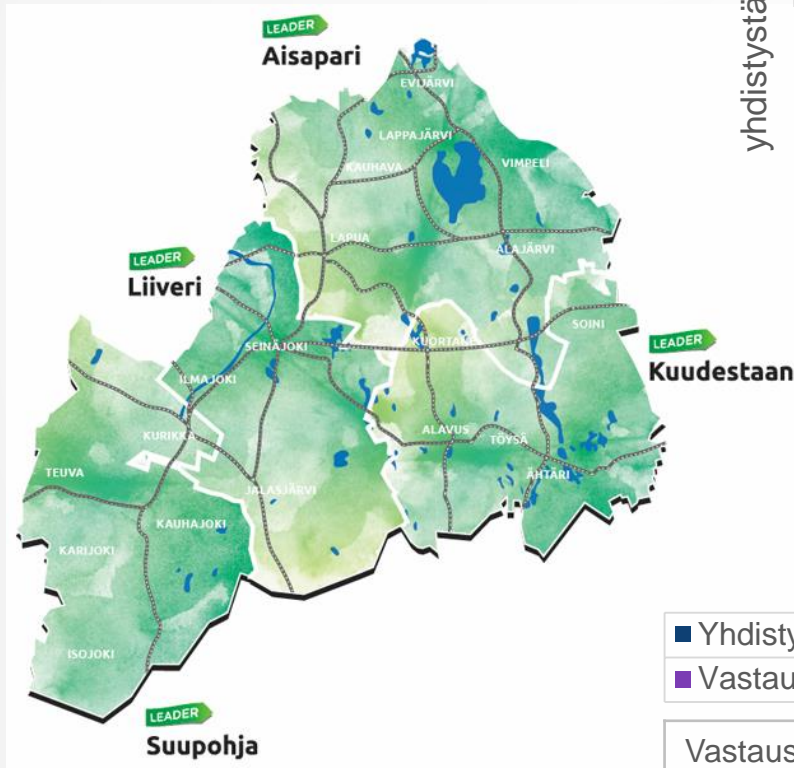 LEADER
Aisapari
yhdistystä
EVIJÄRVI
LAPPAJÄRVI
KAUHAVA
VIMPELI
LAPUA
ALAJÄRVI
LEADER
Liiveri
SOINI
SEINÄJOKI
KUORTANE
LEADER
Kuudestaan
ILMAJOKI
KURIKKA
ALAVUS
TÖYSÄ
TEUVA
ÄHTÄRI
JALASJÄRVI
KAUHAJOKI
KARIJOKI
ISOJOKI
Yhdisty
Vastau
Vastaus
LEADER
Suupohja